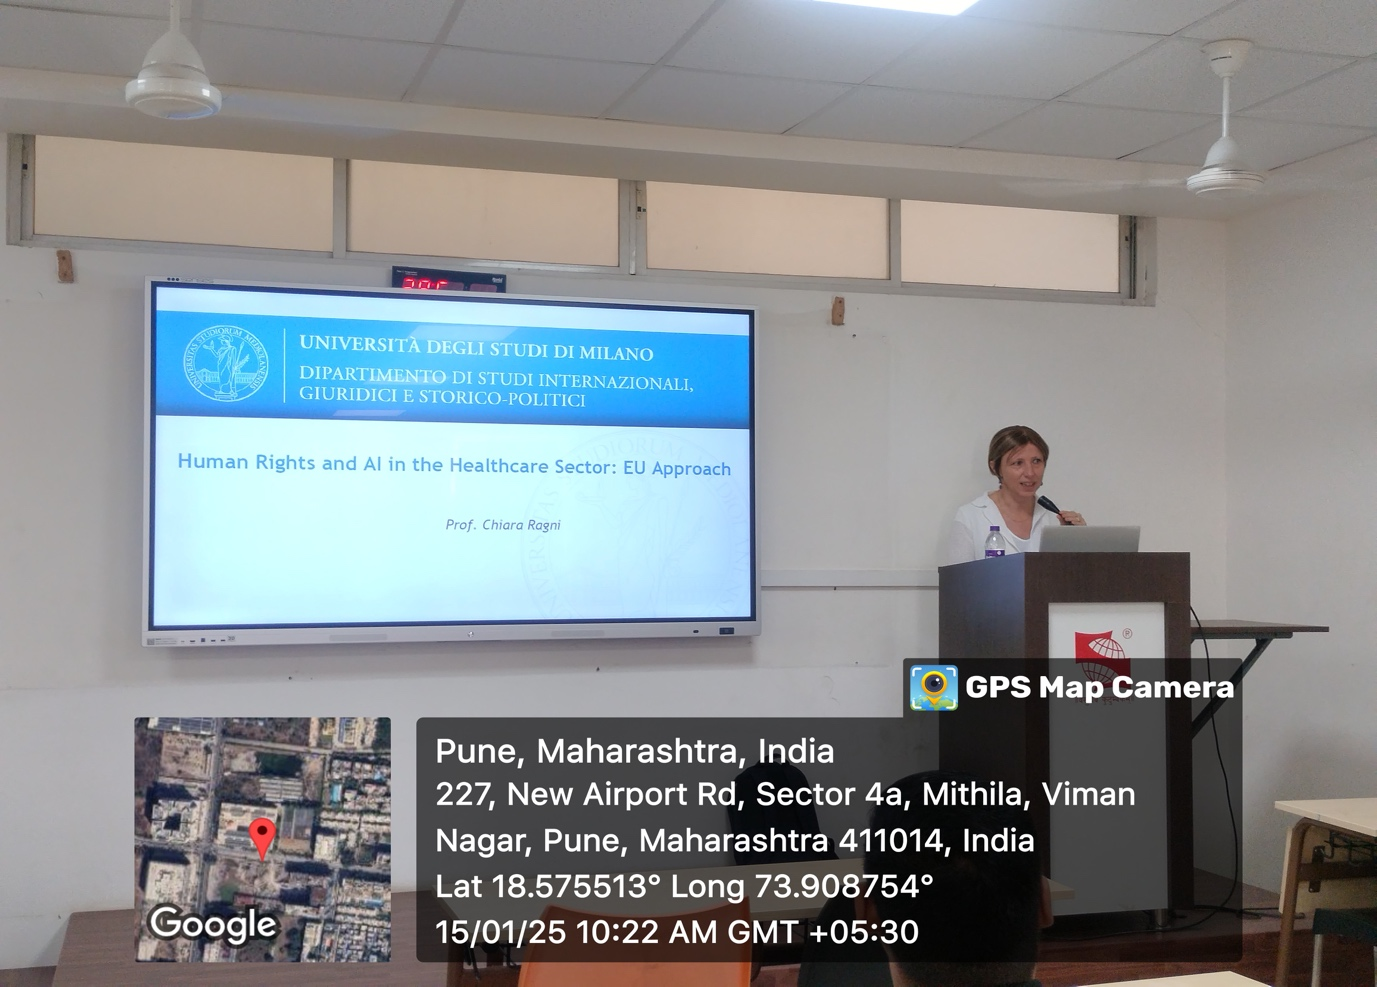 UNIVERSITÀ DEGLI STUDI DI MILANO
DIPARTIMENTO DI STUDI INTERNAZIONALI,
GIURIDICI E STORICO-POLITICI
Human Rights and AI in the Healthcare Sector: EU Approach
Prof. Chiara Ragni
GPS Map Camera
Pune, Maharashtra, India
227, New Airport Rd, Sector 4a, Mithila, Viman
Nagar, Pune, Maharashtra 411014, India
Lat 18.575513° Long 73.908754°
15/01/25 10:22 AM GMT +05:30
Google